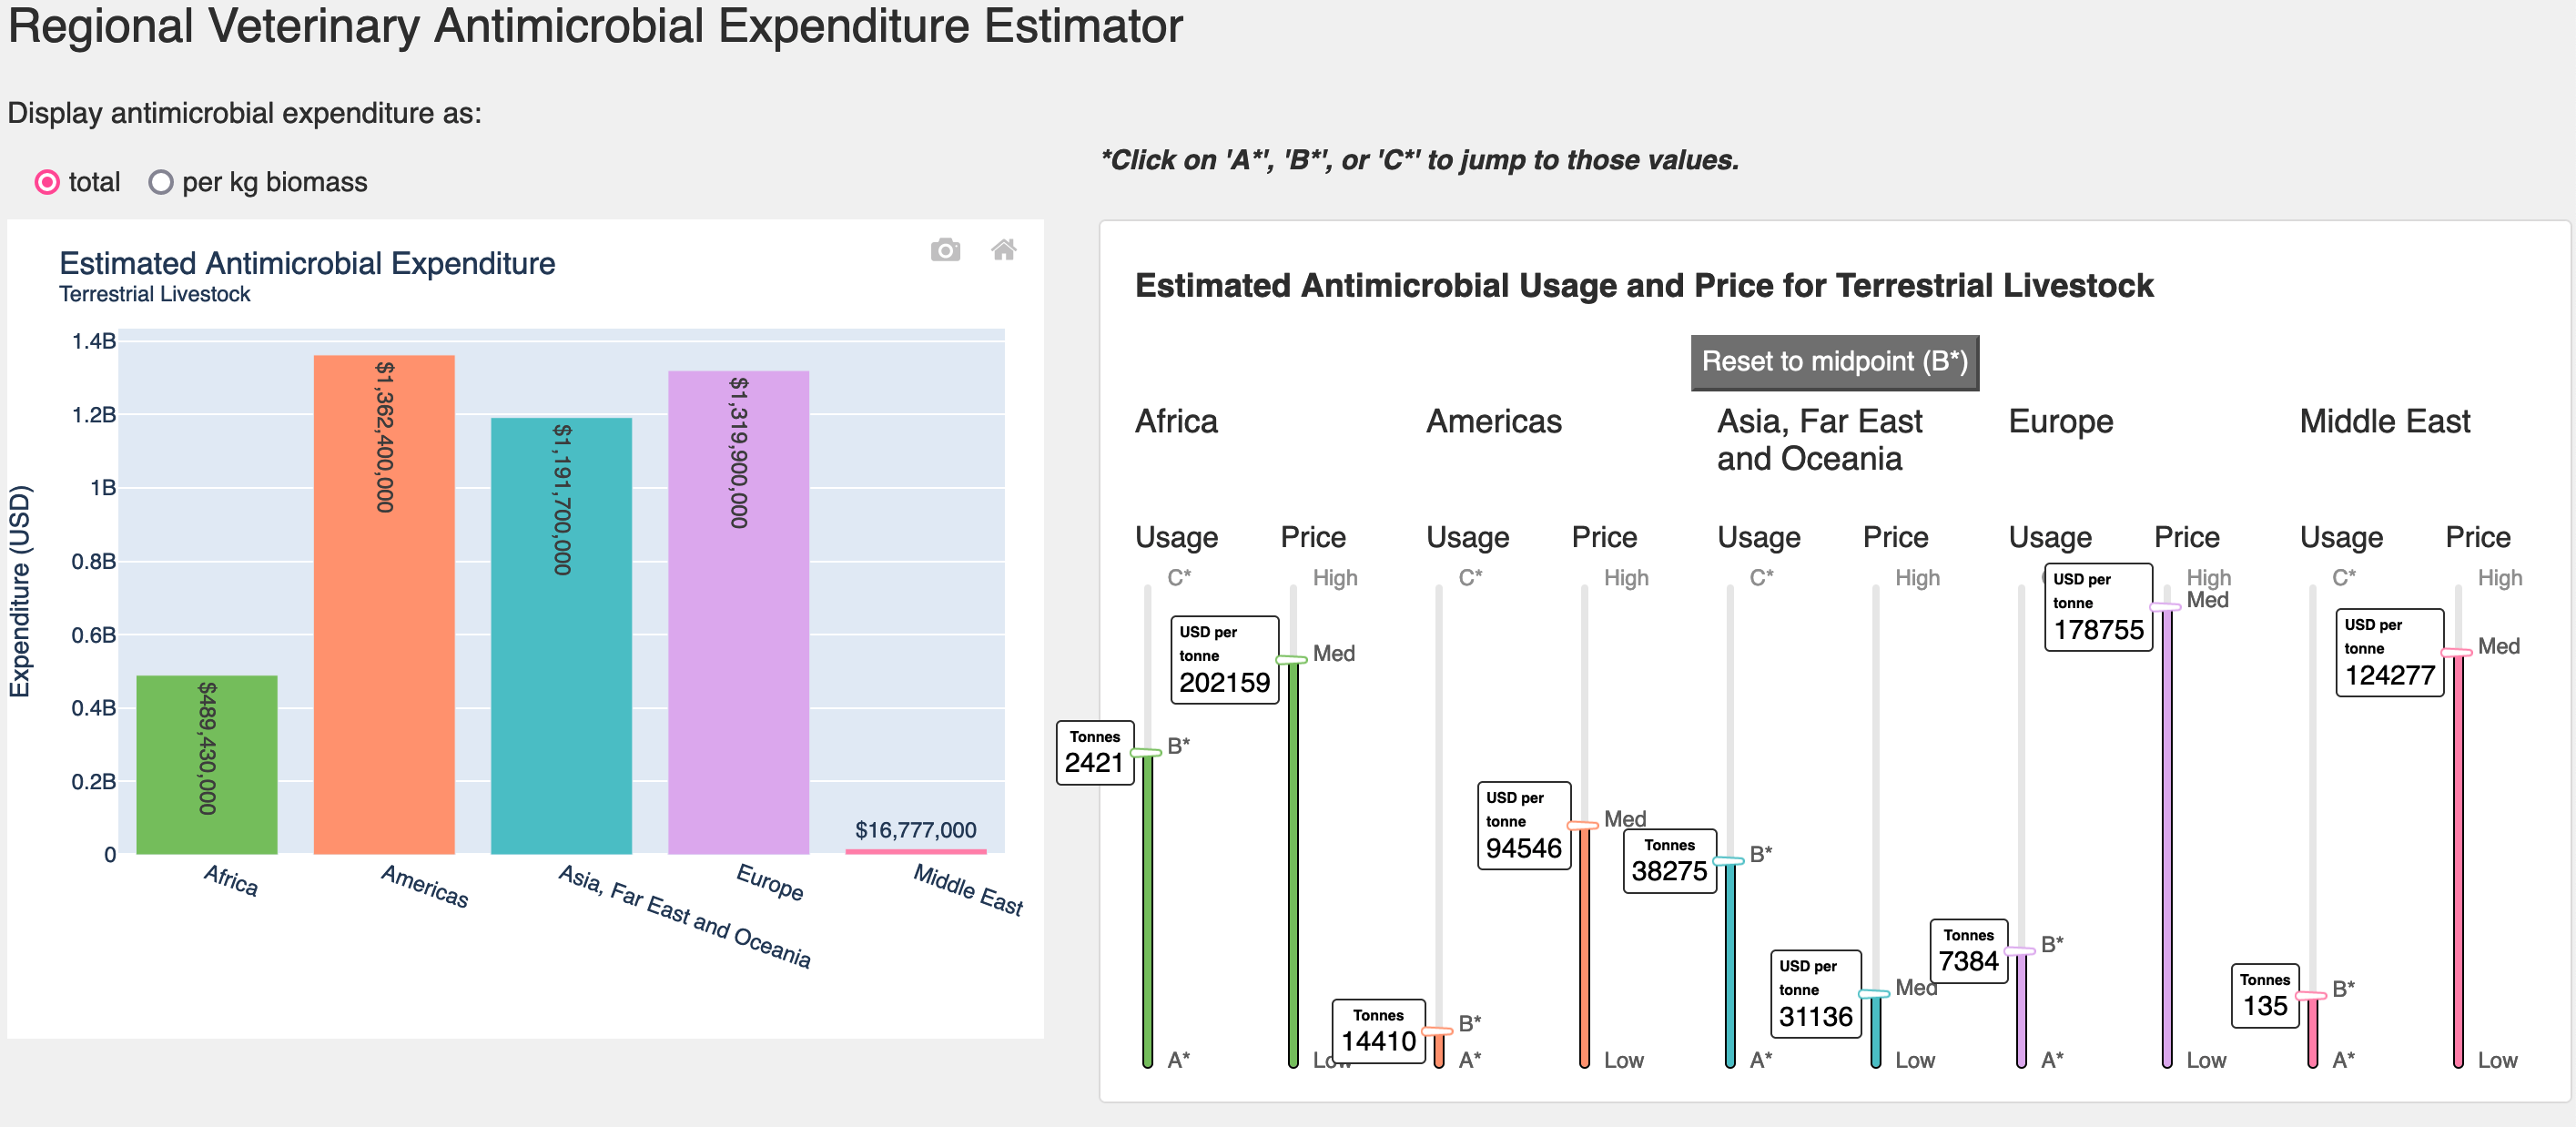 Regional Veterinary Antimicrobial Expenditure Estimator
Display antimicrobial expenditure as:
total
per kg biomass
*Click on 'A*', 'B*', or 'C*' to jump to those values.
Estimated Antimicrobial Expenditure
Terrestrial Livestock
Expenditure (USD)
1.4B
1.2B
1B
0.8B
0.6B
0.4B
0.2B
0
$489,430,000
$1,362,400,000
$1,191,700,000
$1,319,900,000
$16,777,000
Africa
Americas
Asia, Far East and Oceania
Europe
Middle East
Estimated Antimicrobial Usage and Price for Terrestrial Livestock
Reset to midpoint (B*)
Africa
Usage
Price
C*
B*
A*
Tonnes
2421
High
Med
USD per
tonne
202159
Americas
Usage
Price
C*
B*
A*
Tonnes
14410
High
Med
Low
USD per
tonne
94546
Asia, Far East
and Oceania
Usage
Price
C*
B*
A*
Tonnes
38275
High
Med
Low
USD per
tonne
31136
Europe
Usage
Price
B*
A*
Tonnes
7384
High
Med
Low
USD per
tonne
178755
Middle East
Usage
Price
C*
B*
A*
Tonnes
135
High
Med
Low
USD per
tonne
124277